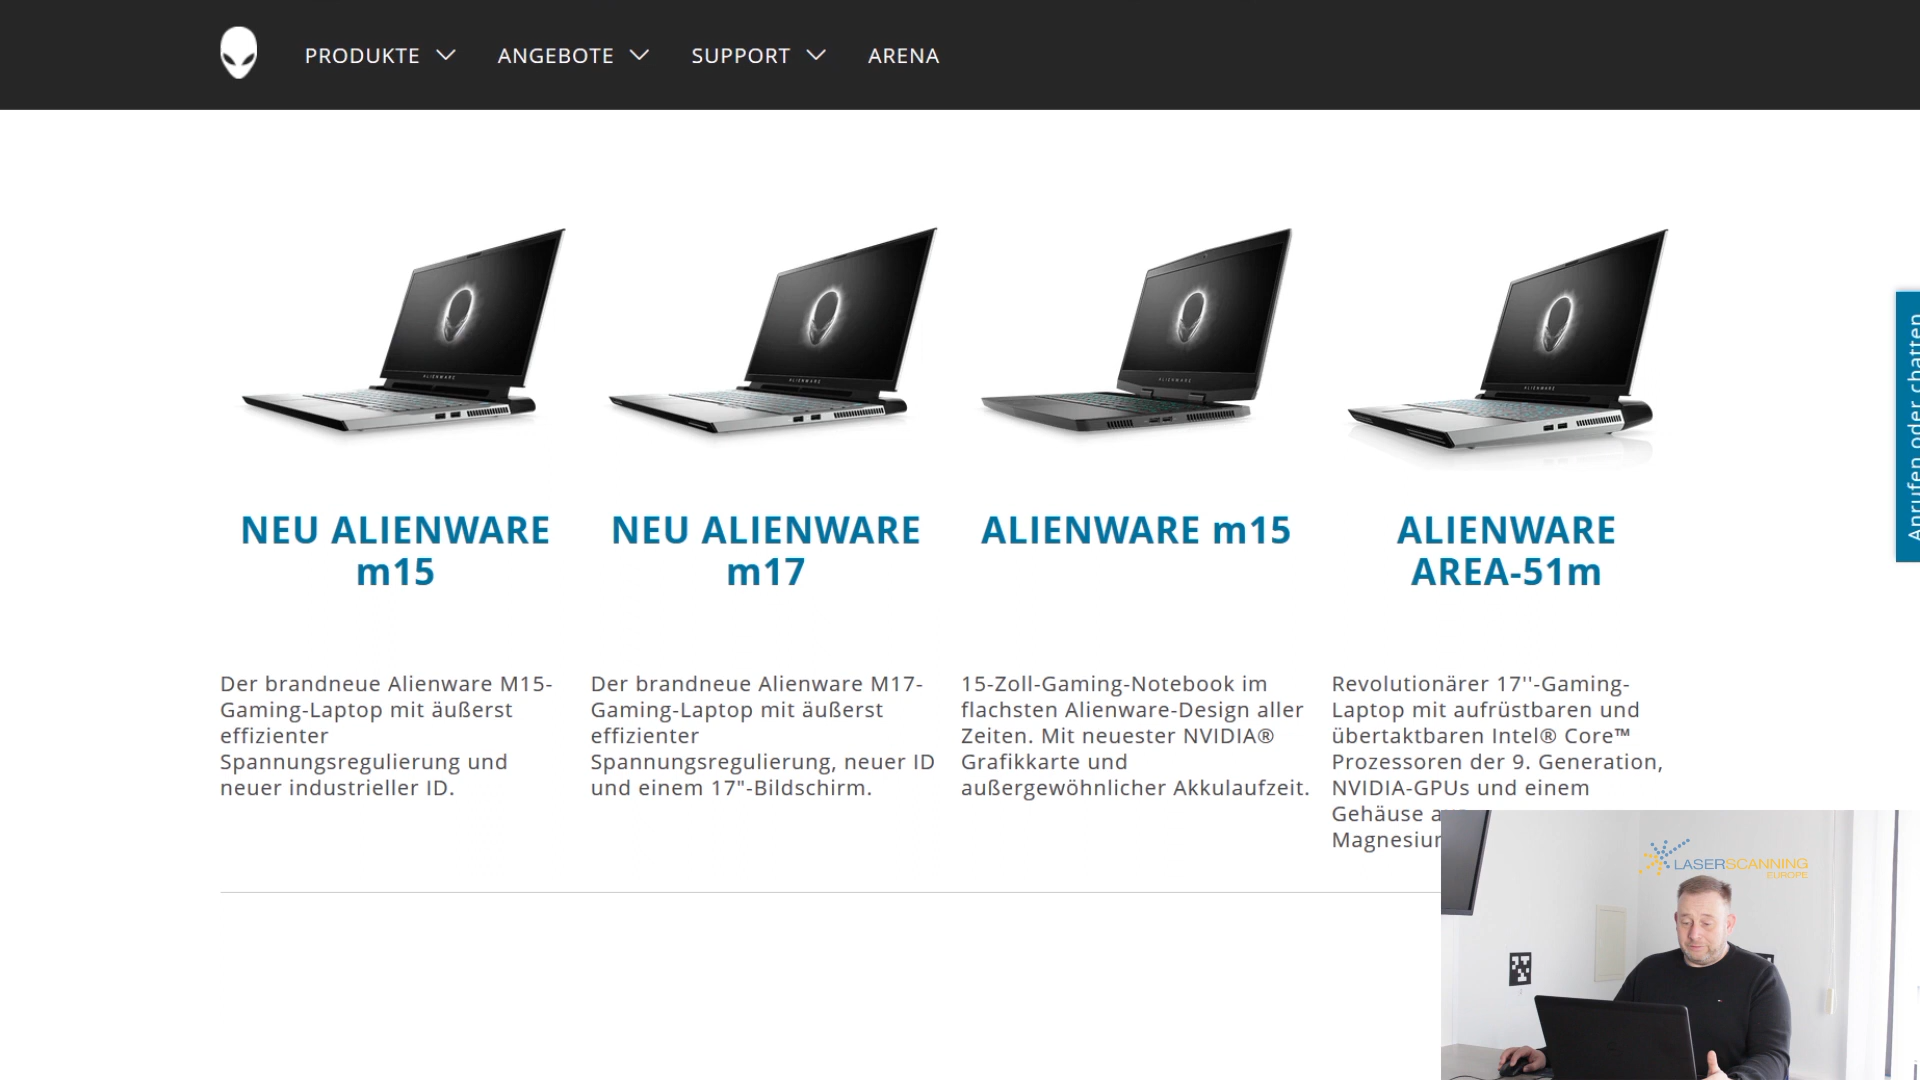 PRODUKTE
ANGEBOTE
SUPPORT
ARENA
NEU ALIENWARE
m15
NEU ALIENWARE
m17
ALIENWARE m15
ALIENWARE
AREA-51m
Der brandneue Alienware M15-
Gaming-Laptop mit äußerst
effizienter
Spannungsregulierung und
neuer industrieller ID.
Der brandneue Alienware M17-
Gaming-Laptop mit äußerst
effizienter
Spannungsregulierung, neuer ID
und einem 17"-Bildschirm.
15-Zoll-Gaming-Notebook im
flachsten Alienware-Design aller
Zeiten. Mit neuester NVIDIA®
Grafikkarte und
außergewöhnlicher Akkulaufzeit.
Revolutionärer 17''-Gaming-
Laptop mit aufrüstbaren und
übertaktbaren Intel® Core™
Prozessoren der 9. Generation,
NVIDIA-GPUs und einem
Gehäuse
Anrufen oder chatten
LASERSCANNING
EUROPE